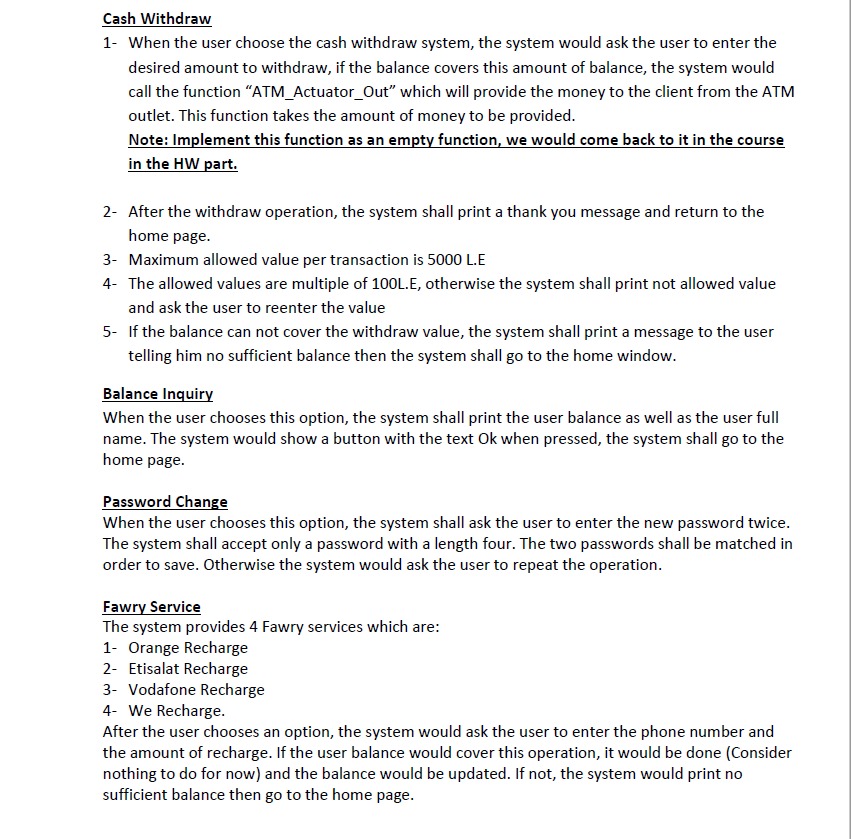 Cash Withdraw
1- When the user choose the cash withdraw system, the system would ask the user to enter the
desired amount to withdraw, if the balance covers this amount of balance, the system would
call the function “ATM_Actuator_Out” which will provide the money to the client from the ATM
outlet. This function takes the amount of money to be provided.
Note: Implement this function as an empty function, we would come back to it in the course
in the HW part.
2- After the withdraw operation, the system shall print a thank you message and return to the
home page.
3- Maximum allowed value per transaction is 5000 L.E
4- The allowed values are multiple of 100L.E, otherwise the system shall print not allowed value
and ask the user to reenter the value
5- If the balance can not cover the withdraw value, the system shall print a message to the user
telling him no sufficient balance then the system shall go to the home window.
Balance Inquiry
When the user chooses this option, the system shall print the user balance as well as the user full
name. The system would show a button with the text Ok when pressed, the system shall go to the
home page.
Password Change
When the user chooses this option, the system shall ask the user to enter the new password twice.
The system shall accept only a password with a length four. The two passwords shall be matched in
order to save. Otherwise the system would ask the user to repeat the operation.
Fawry Service
The system provides 4 Fawry services which are:
1- Orange Recharge
2- Etisalat Recharge
3- Vodafone Recharge
4- We Recharge.
After the user chooses an option, the system would ask the user to enter the phone number and
the amount of recharge. If the user balance would cover this operation, it would be done (Consider
nothing to do for now) and the balance would be updated. If not, the system would print no
sufficient balance then go to the home page.